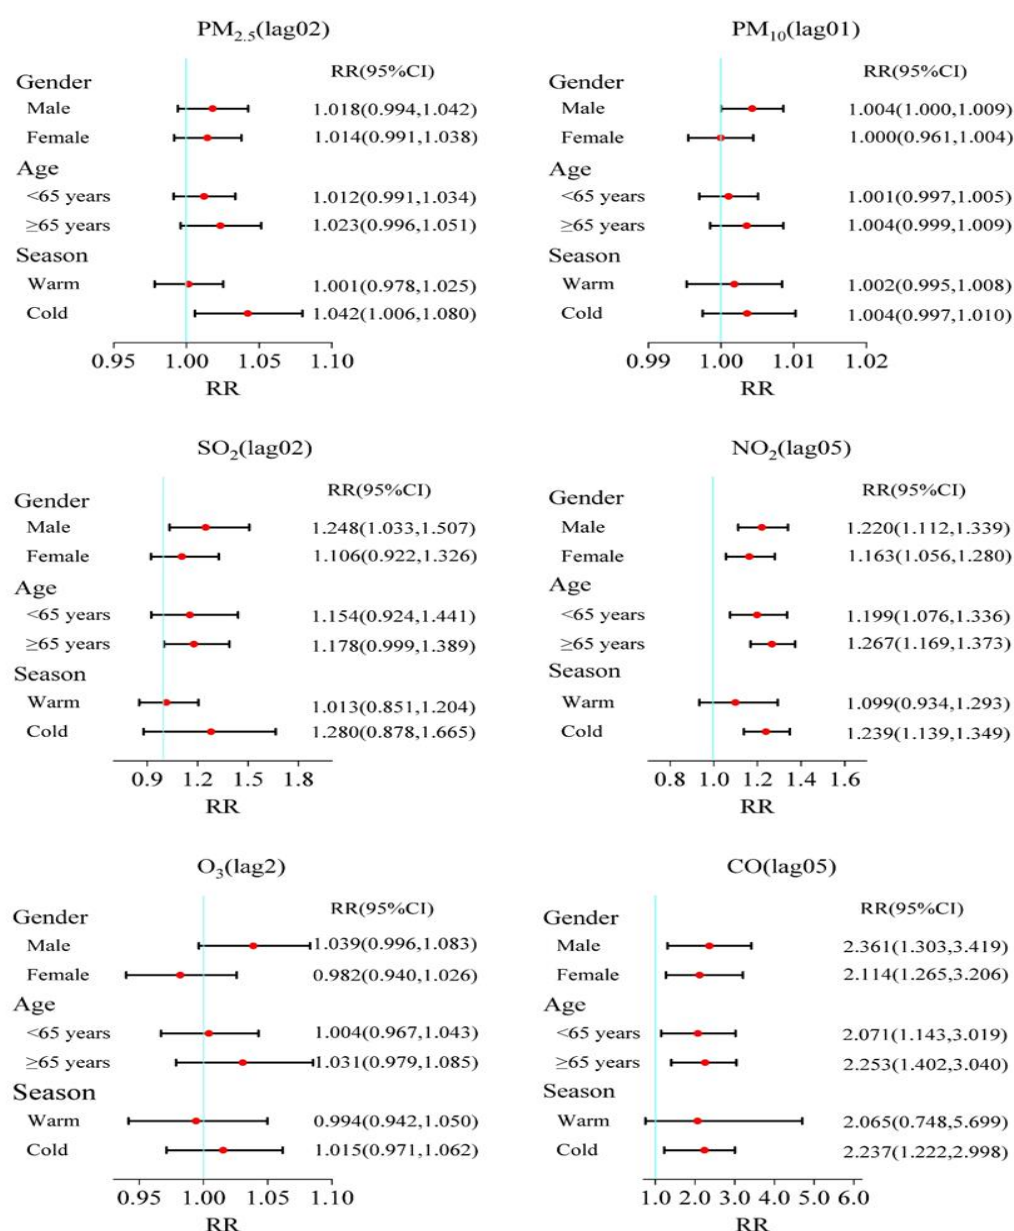 PM2.5(lag02)
RR(95%CI)
Gender
Male 1.018(0.994,1.042)
Female 1.014(0.991,1.038)
Age
<65 years 1.012(0.991,1.034)
≥65 years 1.023(0.996,1.051)
Season
Warm 1.001(0.978,1.025)
Cold 1.042(1.006,1.080)
0.95 1.00 1.05 1.10
RR
PM10(lag01)
RR(95%CI)
Gender
Male 1.004(1.000,1.009)
Female 1.000(0.961,1.004)
Age
<65 years 1.001(0.997,1.005)
≥65 years 1.004(0.999,1.009)
Season
Warm 1.002(0.995,1.008)
Cold 1.004(0.997,1.010)
0.99 1.00 1.01 1.02
RR
SO2(lag02)
RR(95%CI)
Gender
Male 1.248(1.033,1.507)
Female 1.106(0.922,1.326)
Age
<65 years 1.154(0.924,1.441)
≥65 years 1.178(0.999,1.389)
Season
Warm 1.013(0.851,1.204)
Cold 1.280(0.878,1.665)
0.9 1.2 1.5 1.8
RR
NO2(lag05)
RR(95%CI)
Gender
Male 1.220(1.112,1.339)
Female 1.163(1.056,1.280)
Age
<65 years 1.199(1.076,1.336)
≥65 years 1.267(1.169,1.373)
Season
Warm 1.099(0.934,1.293)
Cold 1.239(1.139,1.349)
0.8 1.0 1.2 1.4 1.6
RR
O3(lag2)
RR(95%CI)
Gender
Male 1.039(0.996,1.083)
Female 0.982(0.940,1.026)
Age
<65 years 1.004(0.967,1.043)
≥65 years 1.031(0.979,1.085)
Season
Warm 0.994(0.942,1.050)
Cold 1.015(0.971,1.062)
0.95 1.00 1.05 1.10
RR
CO(lag05)
RR(95%CI)
Gender
Male 2.361(1.303,3.419)
Female 2.114(1.265,3.206)
Age
<65 years 2.071(1.143,3.019)
≥65 years 2.253(1.402,3.040)
Season
Warm 2.065(0.748,5.699)
Cold 2.237(1.222,2.998)
1.0 2.0 3.0 4.0 5.0 6.0
RR